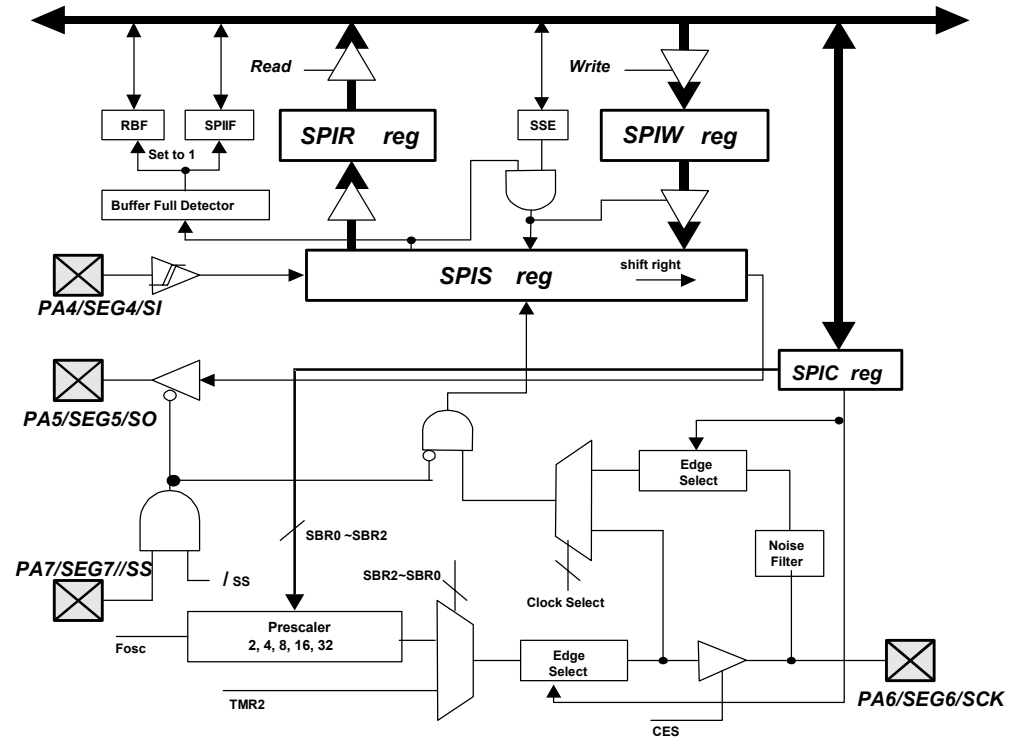 Read
Write
RBF
SPIIF
SSE
SPIR reg
SPIW reg
Set to 1
Buffer Full Detector
SPIS reg
shift right
PA4/SEG4/SI
SPIC reg
PA5/SEG5/SO
Edge
Select
Noise
Filter
SBR0 ~SBR2
PA7/SEG7//SS
/ SS
SBR2~SBR0
Clock Select
Prescaler
2, 4, 8, 16, 32
Fosc
Edge
Select
TMR2
PA6/SEG6/SCK
CES